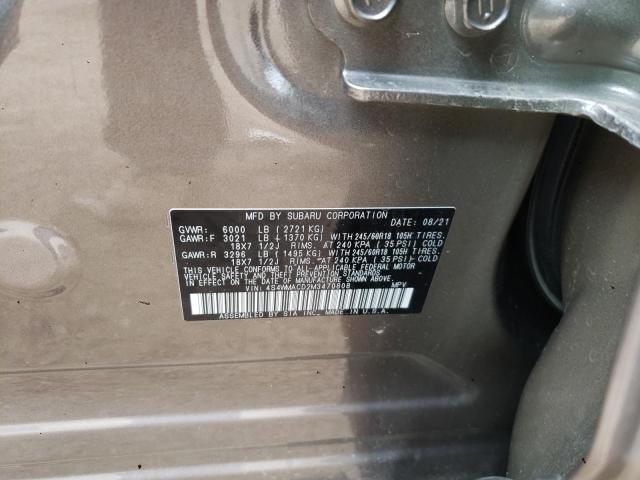 MFD BY SUBARU CORPORATION
GVWR: 6000 LB ( 2721 KG) DATE: 08/21
GAWR:F 3021 LB ( 1370 KG) WITH 245/60R18 105H TIRES.
18X7 1/2J RIMS AT 240 KPA ( 35 PSI) COLD
GAWR:R 3296 LB ( 1495 KG) WITH 245/60R18 105H TIRES.
18X7 1/2J RIMS AT 240 KPA ( 35 PSI) COLD
THIS VEHICLE CONFORMS TO ALL APPLICABLE FEDERAL MOTOR
VEHICLE SAFETY AND BUMPER AND THEFT PREVENTION STANDARDS
IN EFFECT ON THE DATE OF MANUFACTURE SHOWN ABOVE.
VIN: 4S4WMACD2M3470808 MPV
ASSEMBLED BY SIA INC, MADE IN U.S.A.